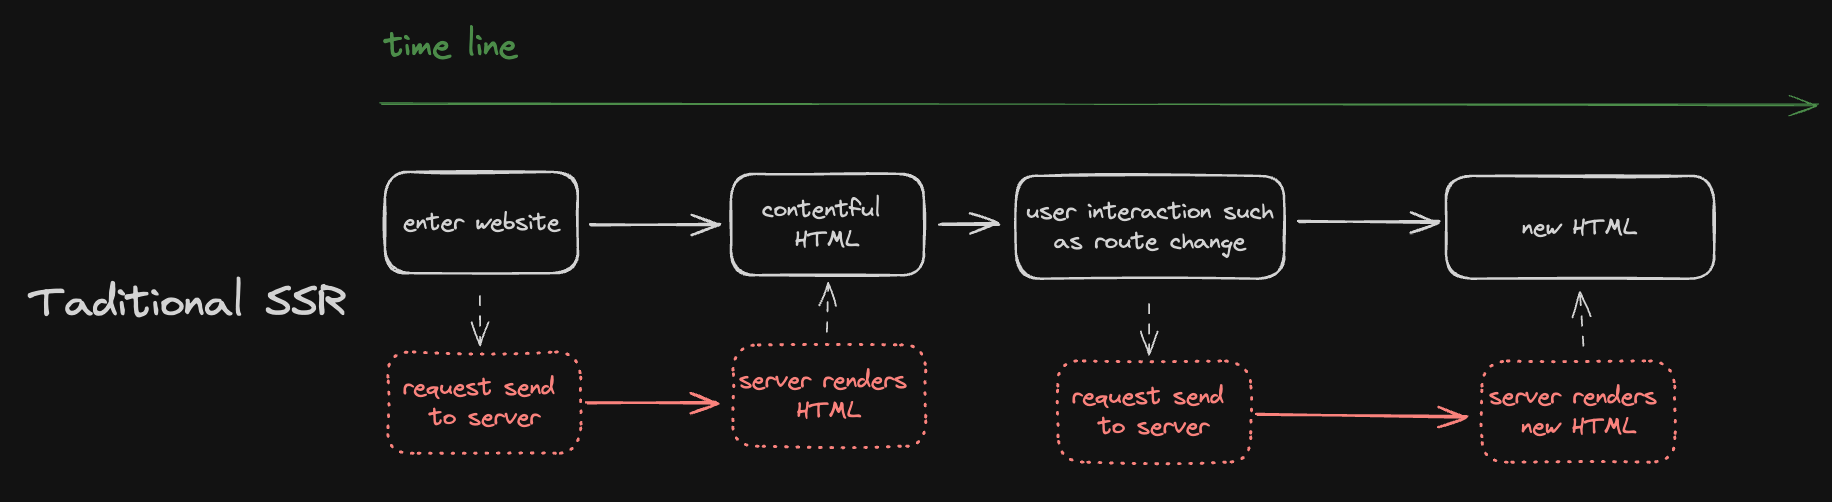 time line
enter website
contentful
HTML
user interaction such
as route change
new HTML
Taditional SSR
request send
to server
server renders
HTML
request send
to server
server renders
new HTML